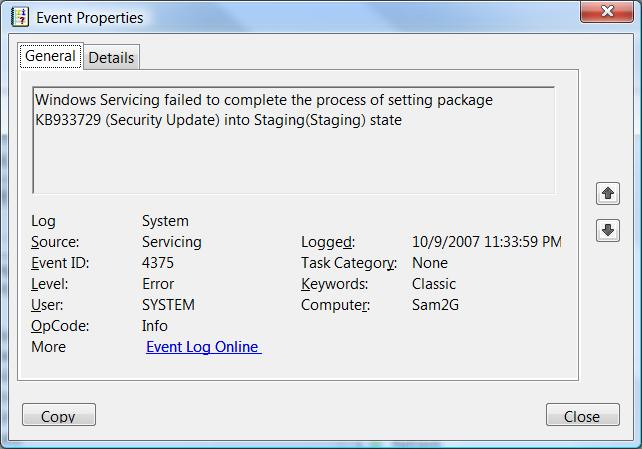 Event Properties
General Details
Windows Servicing failed to complete the process of setting package
KB933729 (Security Update) into Staging(Staging) state
Log System
Source: Servicing Logged: 10/9/2007 11:33:59 PM
Event ID: 4375 Task Category: None
Level: Error Keywords: Classic
User: SYSTEM Computer: Sam2G
OpCode: Info
More Event Log Online
Copy Close